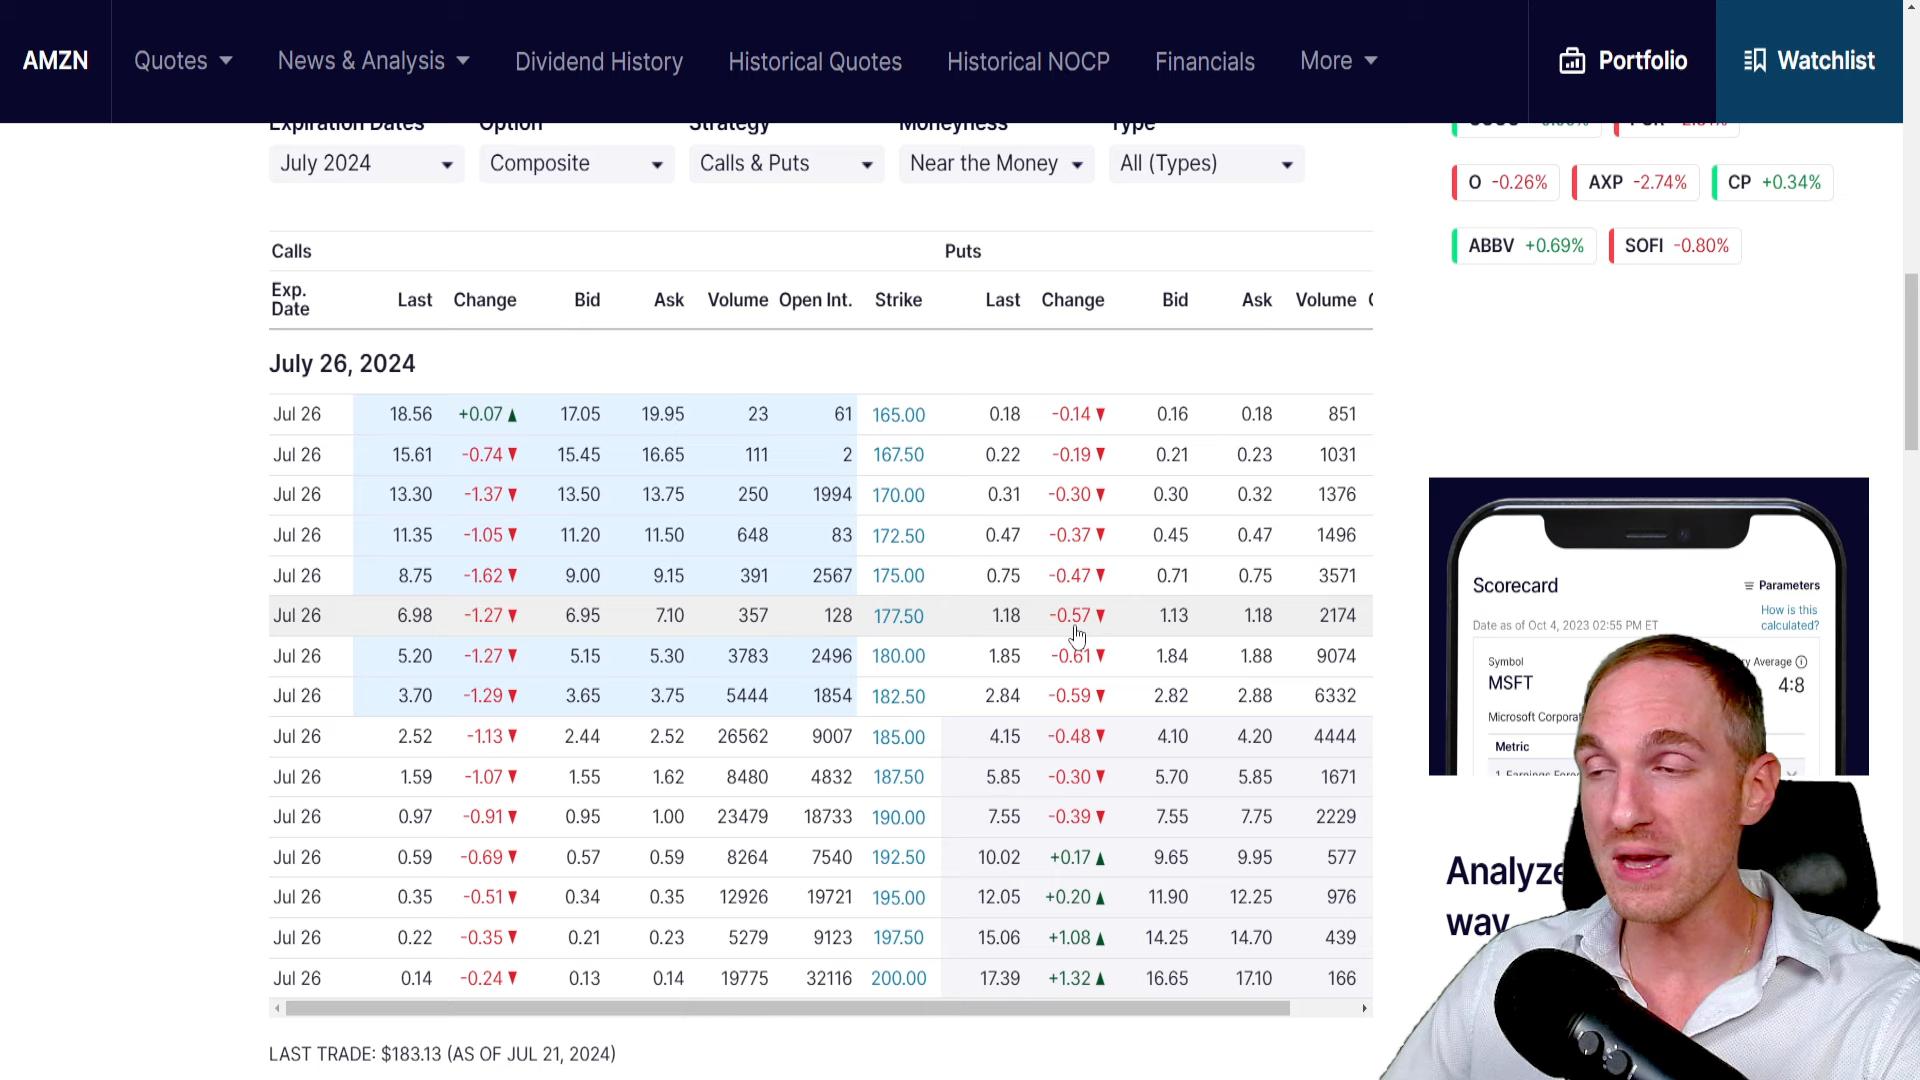 AMZN Quotes News & Analysis Dividend History Historical Quotes Historical NOCP Financials More Portfolio Watchlist
Expiration Dates Option Strategy Moneyness Type
July 2024 Composite Calls & Puts Near the Money All (Types)
O -0.26% AXP -2.74% CP +0.34%
ABBV +0.69% SOFI -0.80%
Calls Puts
Exp. Date Last Change Bid Ask Volume Open Int. Strike Last Change Bid Ask Volume
July 26, 2024
Jul 26 18.56 +0.07 17.05 19.95 23 61 165.00 0.18 -0.14 0.16 0.18 851
Jul 26 15.61 -0.74 15.45 16.65 111 2 167.50 0.22 -0.19 0.21 0.23 1031
Jul 26 13.30 -1.37 13.50 13.75 250 1994 170.00 0.31 -0.30 0.30 0.32 1376
Jul 26 11.35 -1.05 11.20 11.50 648 83 172.50 0.47 -0.37 0.45 0.47 1496
Jul 26 8.75 -1.62 9.00 9.15 391 2567 175.00 0.75 -0.47 0.71 0.75 3571
Jul 26 6.98 -1.27 6.95 7.10 357 128 177.50 1.18 -0.57 1.13 1.18 2174
Jul 26 5.20 -1.27 5.15 5.30 3783 2496 180.00 1.85 -0.61 1.84 1.88 9074
Jul 26 3.70 -1.29 3.65 3.75 5444 1854 182.50 2.84 -0.59 2.82 2.88 6332
Jul 26 2.52 -1.13 2.44 2.52 26562 9007 185.00 4.15 -0.48 4.10 4.20 4444
Jul 26 1.59 -1.07 1.55 1.62 8480 4832 187.50 5.85 -0.30 5.70 5.85 1671
Jul 26 0.97 -0.91 0.95 1.00 23479 18733 190.00 7.55 -0.39 7.55 7.75 2229
Jul 26 0.59 -0.69 0.57 0.59 8264 7540 192.50 10.02 +0.17 9.65 9.95 577
Jul 26 0.35 -0.51 0.34 0.35 12926 19721 195.00 12.05 +0.20 11.90 12.25 976
Jul 26 0.22 -0.35 0.21 0.23 5279 9123 197.50 15.06 +1.08 14.25 14.70 439
Jul 26 0.14 -0.24 0.13 0.14 19775 32116 200.00 17.39 +1.32 16.65 17.10 166
LAST TRADE: $183.13 (AS OF JUL 21, 2024)
Scorecard Parameters
How is this
calculated?
Date as of Oct 4, 2023 02:55 PM ET
Symbol Average
MSFT 4:8
Microsoft
Metric
Analyze
way